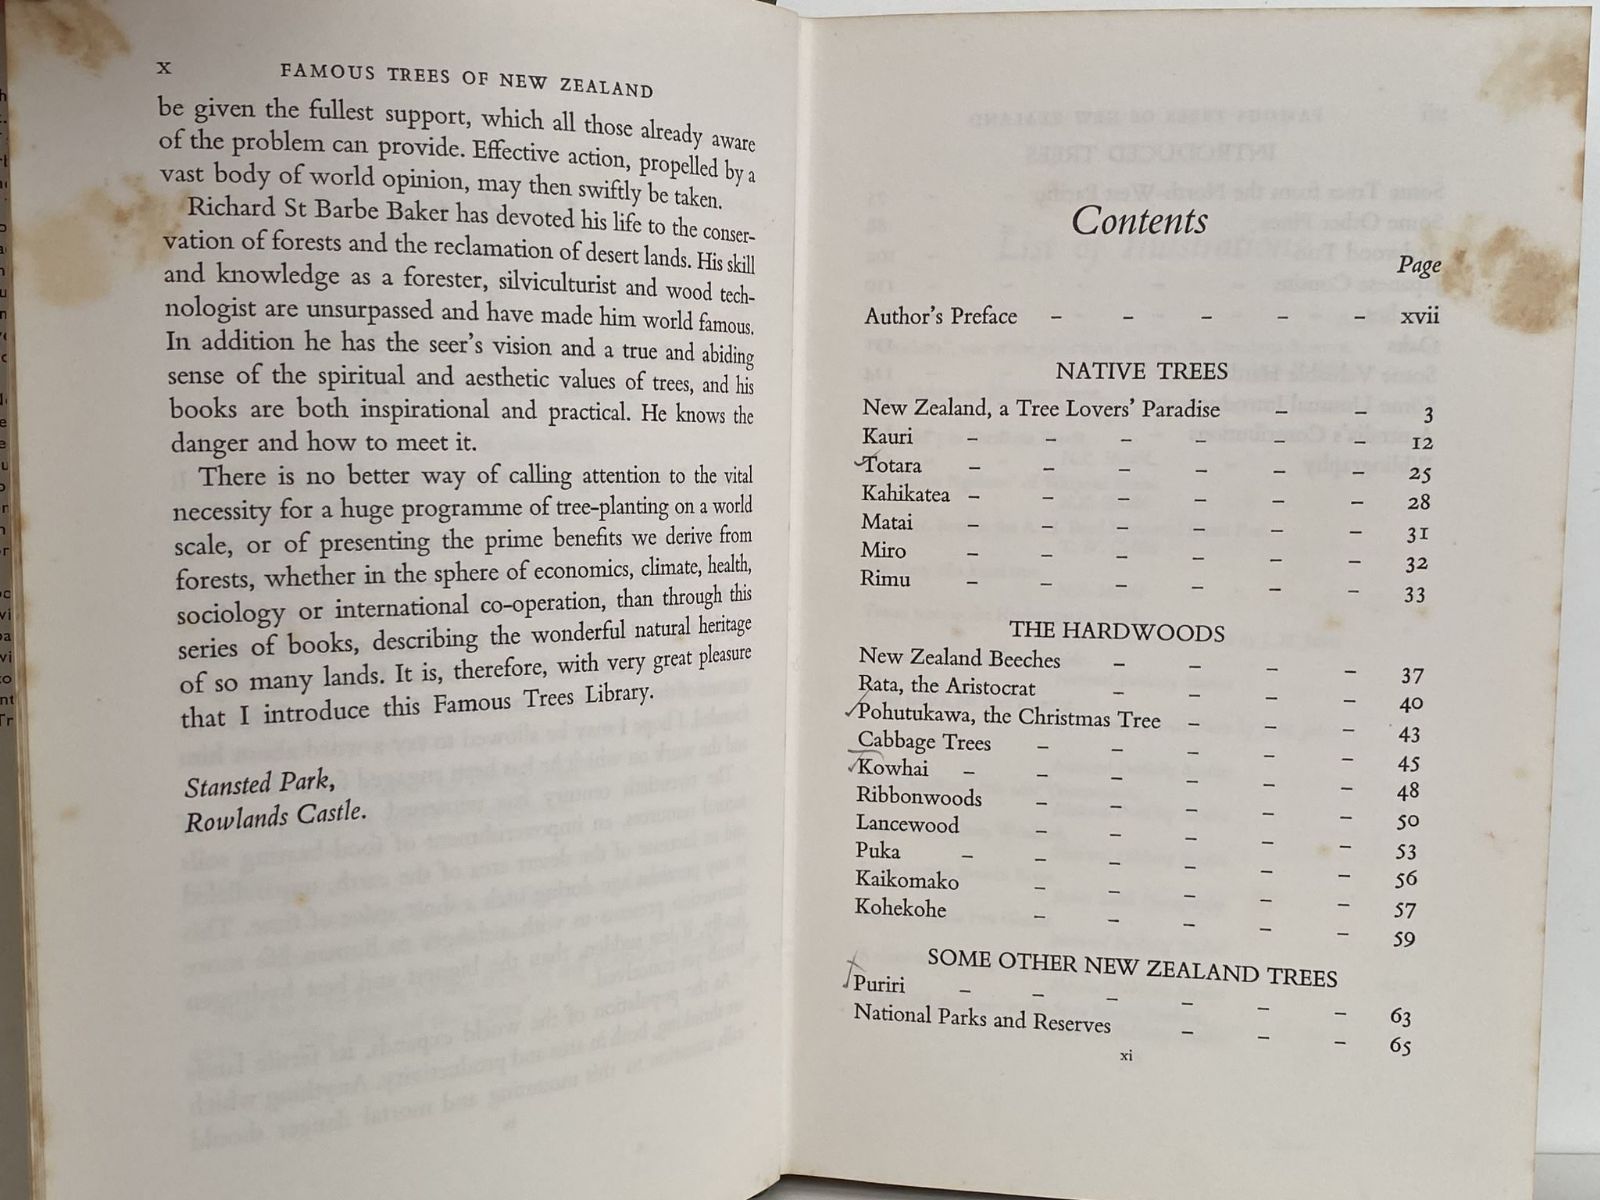 x FAMOUS TREES OF NEW ZEALAND
be given the fullest support, which all those already aware
of the problem can provide. Effective action, propelled by a
vast body of world opinion, may then swiftly be taken.
Richard St Barbe Baker has devoted his life to the conser-
vation of forests and the reclamation of desert lands. His skill
and knowledge as a forester, silviculturist and wood tech-
nologist are unsurpassed and have made him world famous.
In addition he has the seer's vision and a true and abiding
sense of the spiritual and aesthetic values of trees, and his
books are both inspirational and practical. He knows the
danger and how to meet it.
There is no better way of calling attention to the vital
necessity for a huge programme of tree-planting on a world
scale, or of presenting the prime benefits we derive from
forests, whether in the sphere of economics, climate, health,
sociology or international co-operation, than through this
series of books, describing the wonderful natural heritage
of so many lands. It is, therefore, with very great pleasure
that I introduce this Famous Trees Library.
Stansted Park,
Rowlands Castle.
Contents
Page
Author's Preface – – – – – xvii
NATIVE TREES
New Zealand, a Tree Lovers' Paradise – – 3
Kauri – – – – – – 12
Totara – – – – – – 25
Kahikatea – – – – – – 28
Matai – – – – – – 31
Miro – – – – – – 32
Rimu – – – – – – 33
THE HARDWOODS
New Zealand Beeches – – – – 37
Rata, the Aristocrat – – – – 40
Pohutukawa, the Christmas Tree – – – 43
Cabbage Trees – – – – – 45
Kowhai – – – – – – 48
Ribbonwoods – – – – – 50
Lancewood – – – – – 53
Puka – – – – – – 56
Kaikomako – – – – – 57
Kohekohe – – – – – 59
SOME OTHER NEW ZEALAND TREES
Puriri – – – – – – 63
National Parks and Reserves – – – 65
xi